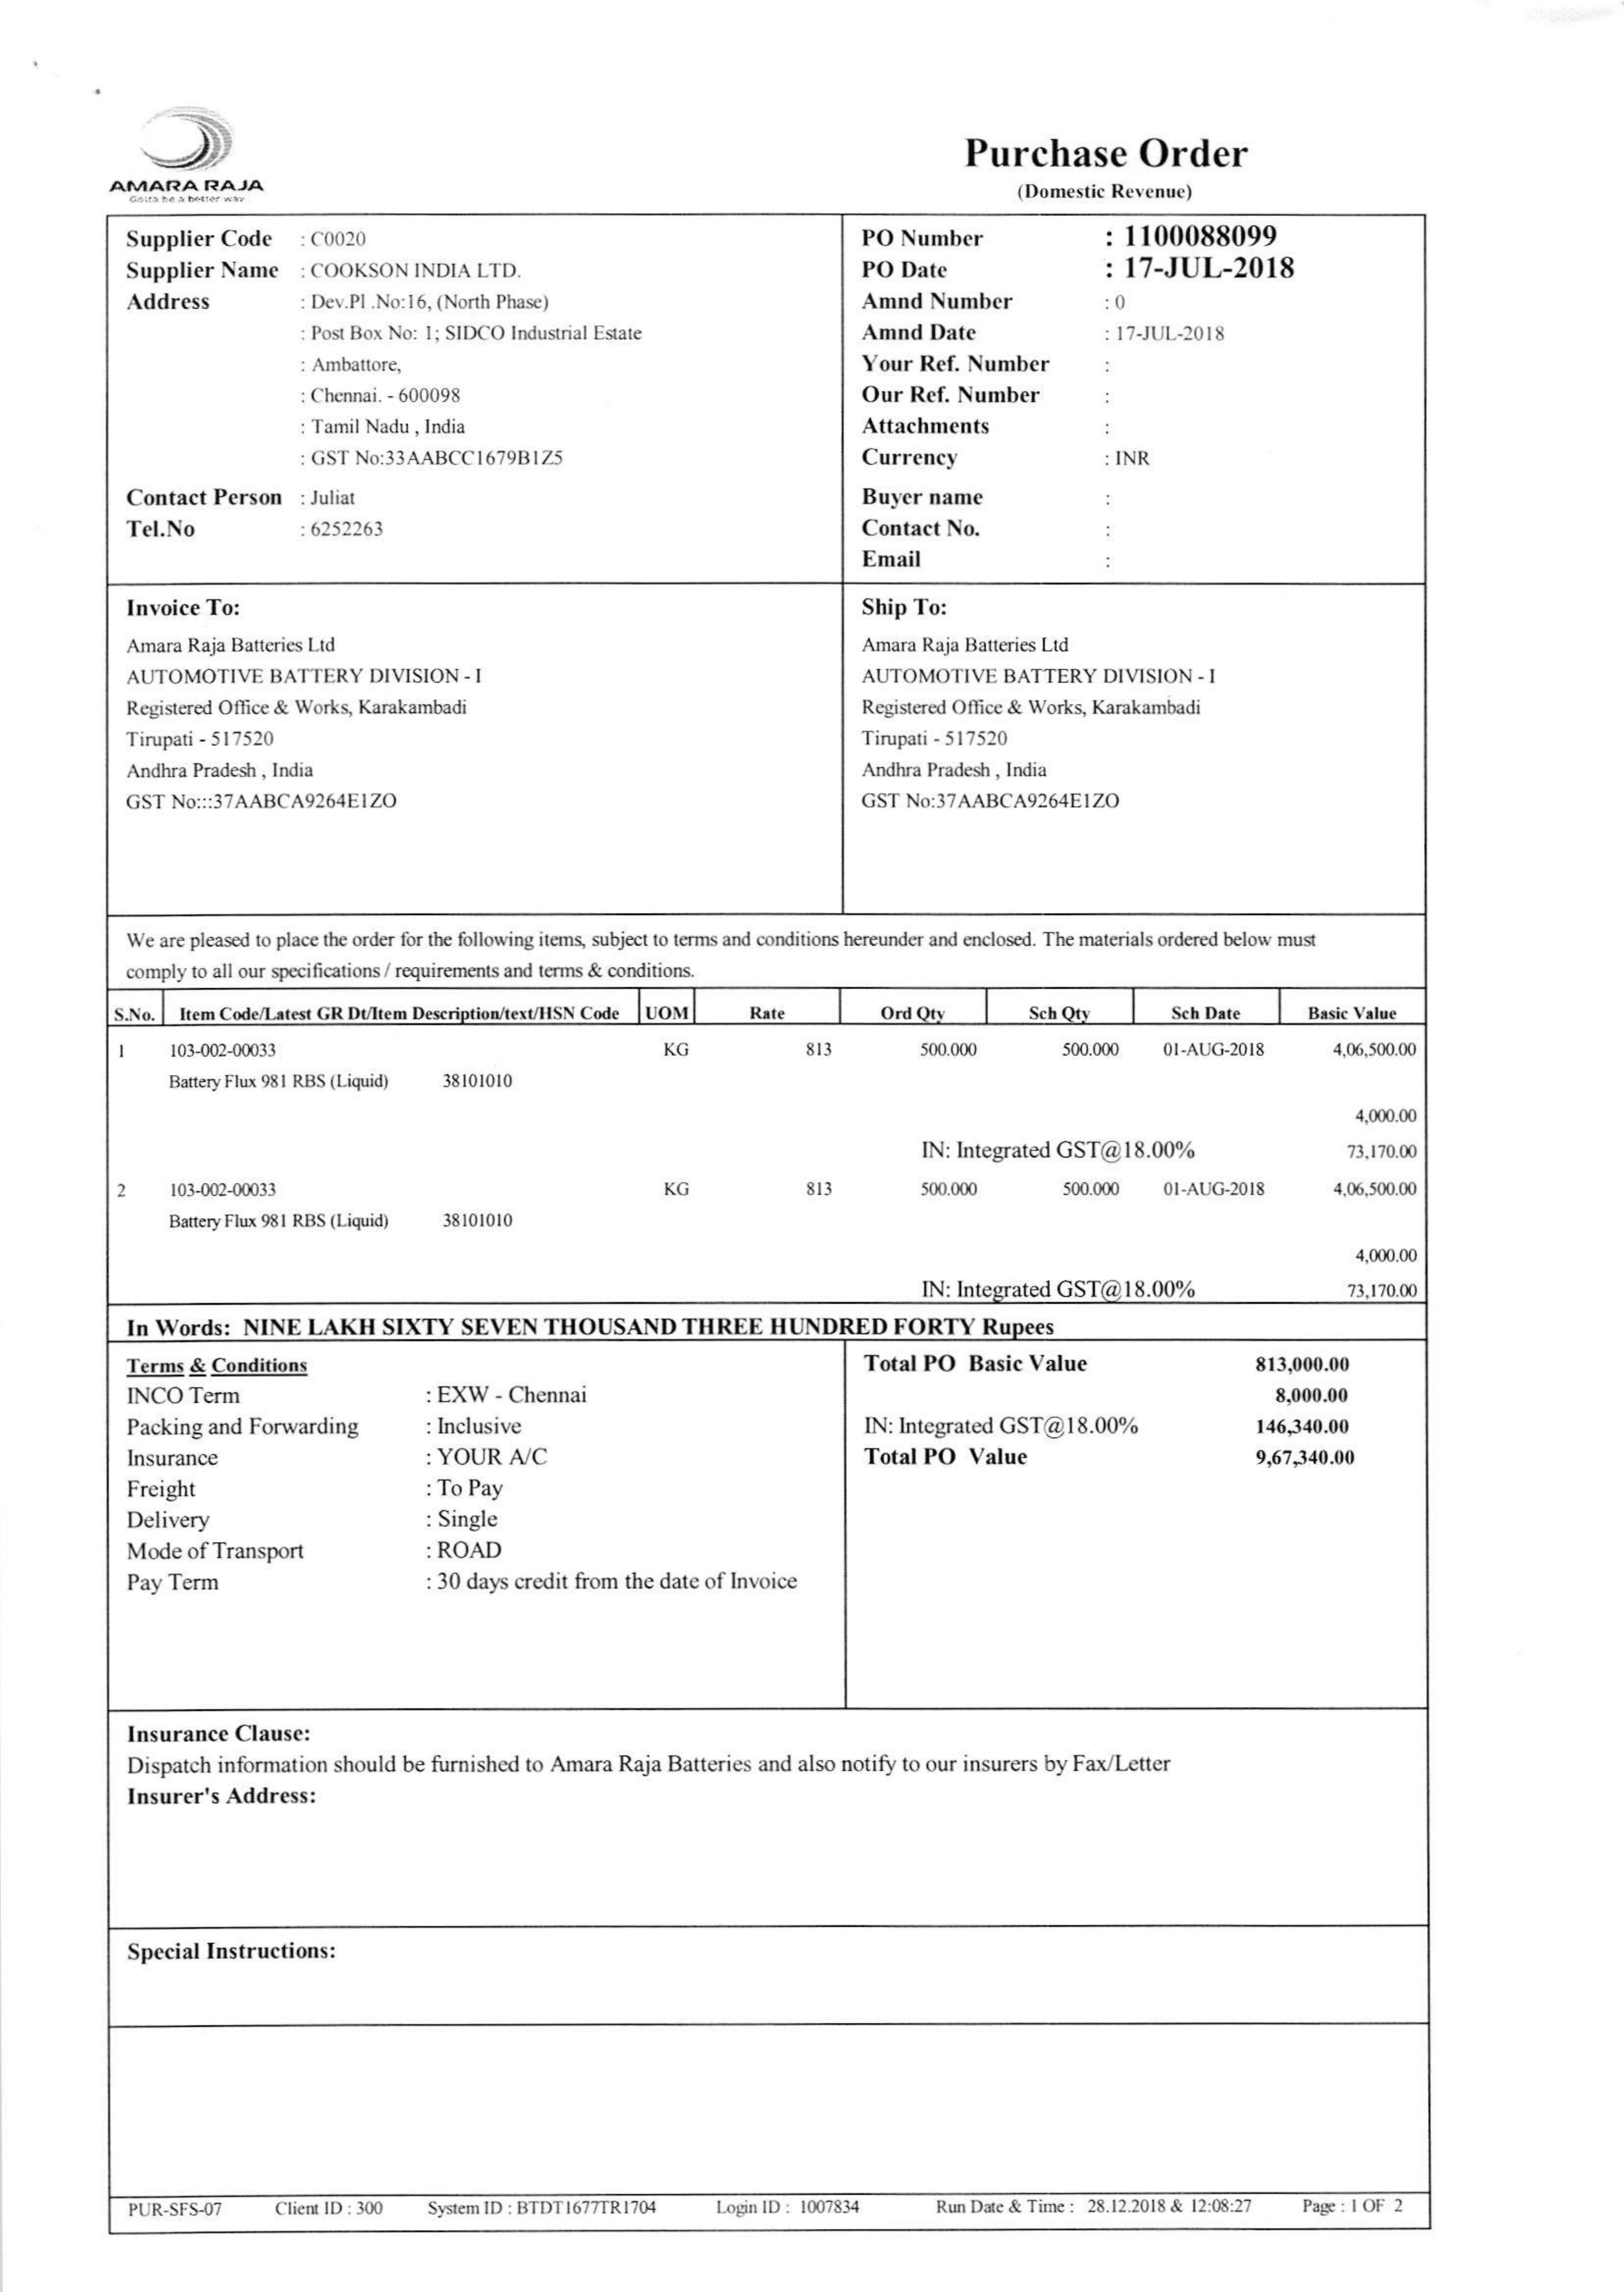 AMARA RAJA
Gotta be a better way
Purchase Order
(Domestic Revenue)
Supplier Code : C0020
Supplier Name : COOKSON INDIA LTD.
Address : Dev.Pl .No:16, (North Phase)
: Post Box No: 1; SIDCO Industrial Estate
: Ambattore,
: Chennai. - 600098
: Tamil Nadu , India
: GST No:33AABCC1679B1Z5
Contact Person : Juliat
Tel.No : 6252263
PO Number : 1100088099
PO Date : 17-JUL-2018
Amnd Number : 0
Amnd Date : 17-JUL-2018
Your Ref. Number :
Our Ref. Number :
Attachments :
Currency : INR
Buyer name :
Contact No. :
Email :
Invoice To:
Amara Raja Batteries Ltd
AUTOMOTIVE BATTERY DIVISION - I
Registered Office & Works, Karakambadi
Tirupati - 517520
Andhra Pradesh , India
GST No:::37AABCA9264E1ZO
Ship To:
Amara Raja Batteries Ltd
AUTOMOTIVE BATTERY DIVISION - I
Registered Office & Works, Karakambadi
Tirupati - 517520
Andhra Pradesh , India
GST No:37AABCA9264E1ZO
We are pleased to place the order for the following items, subject to terms and conditions hereunder and enclosed. The materials ordered below must
comply to all our specifications / requirements and terms & conditions.
S.No. Item Code/Latest GR Dt/Item Description/text/HSN Code UOM Rate Ord Qty Sch Qty Sch Date Basic Value
1 103-002-00033 KG 813 500.000 500.000 01-AUG-2018 4,06,500.00
Battery Flux 981 RBS (Liquid) 38101010
4,000.00
IN: Integrated GST@18.00% 73,170.00
2 103-002-00033 KG 813 500.000 500.000 01-AUG-2018 4,06,500.00
Battery Flux 981 RBS (Liquid) 38101010
4,000.00
IN: Integrated GST@18.00% 73,170.00
In Words: NINE LAKH SIXTY SEVEN THOUSAND THREE HUNDRED FORTY Rupees
Terms & Conditions
INCO Term : EXW - Chennai
Packing and Forwarding : Inclusive
Insurance : YOUR A/C
Freight : To Pay
Delivery : Single
Mode of Transport : ROAD
Pay Term : 30 days credit from the date of Invoice
Total PO Basic Value 813,000.00
8,000.00
IN: Integrated GST@18.00% 146,340.00
Total PO Value 9,67,340.00
Insurance Clause:
Dispatch information should be furnished to Amara Raja Batteries and also notify to our insurers by Fax/Letter
Insurer's Address:
Special Instructions:
PUR-SFS-07 Client ID : 300 System ID : BTDT1677TR1704 Login ID : 1007834 Run Date & Time : 28.12.2018 & 12:08:27 Page : 1 OF 2